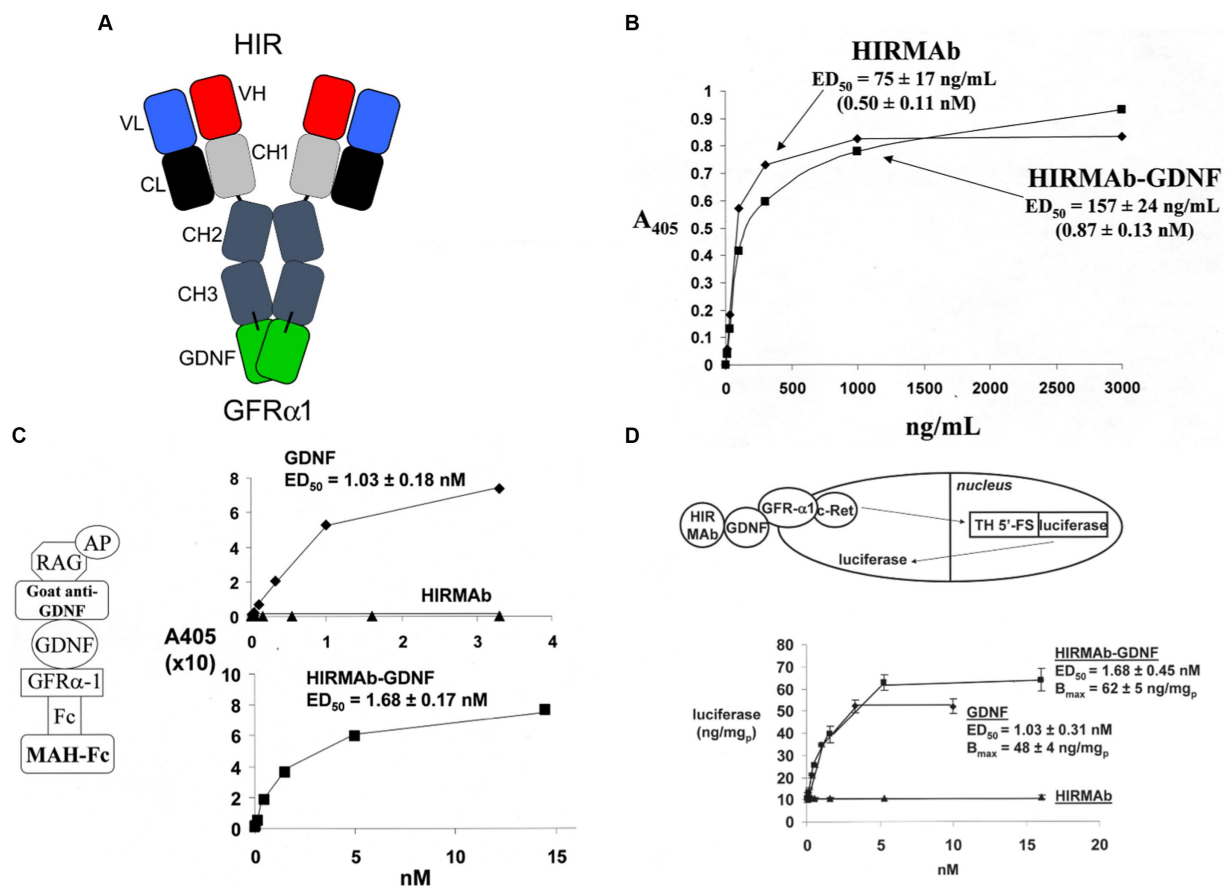 A
HIR
VH
VL
CH1
CL
CH2
CH3
GDNF
GFRα1
B
HIRMAb
ED50 = 75 ± 17 ng/mL
(0.50 ± 0.11 nM)
1
0.9
0.8
0.7
0.6
0.5
0.4
0.3
0.2
0.1
0
A405
HIRMAb-GDNF
ED50 = 157 ± 24 ng/mL
(0.87 ± 0.13 nM)
0 500 1000 1500 2000 2500 3000
ng/mL
C
AP
RAG
Goat anti-
GDNF
GDNF
GFRα-1
Fc
MAH-Fc
A405
(x10)
GDNF
ED50 = 1.03 ± 0.18 nM
8
6
4
2
0
HIRMAb
0 1 2 3 4
HIRMAb-GDNF
ED50 = 1.68 ± 0.17 nM
10
8
6
4
2
0
0 5 10 15
nM
D
nucleus
HIR
MAb
GDNF
GFR-α1
c-Ret
TH 5'-FS
luciferase
luciferase
80
70
60
50
40
30
20
10
0
luciferase
(ng/mgp)
HIRMAb-GDNF
ED50 = 1.68 ± 0.45 nM
Bmax = 62 ± 5 ng/mgp
GDNF
ED50 = 1.03 ± 0.31 nM
Bmax = 48 ± 4 ng/mgp
HIRMAb
0 5 10 15 20
nM